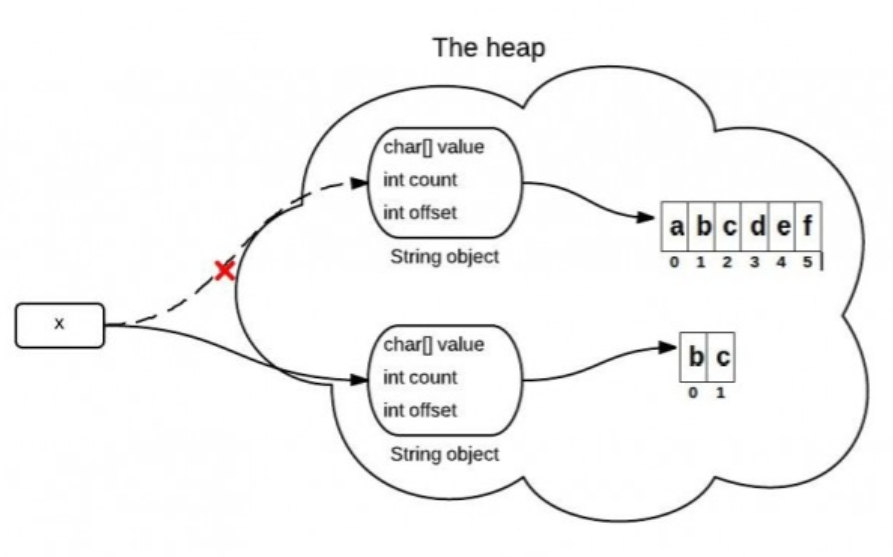 The heap
char[] value
int count
int offset
String object
a b c d e f
0 1 2 3 4 5
x
char[] value
int count
int offset
String object
b c
0 1